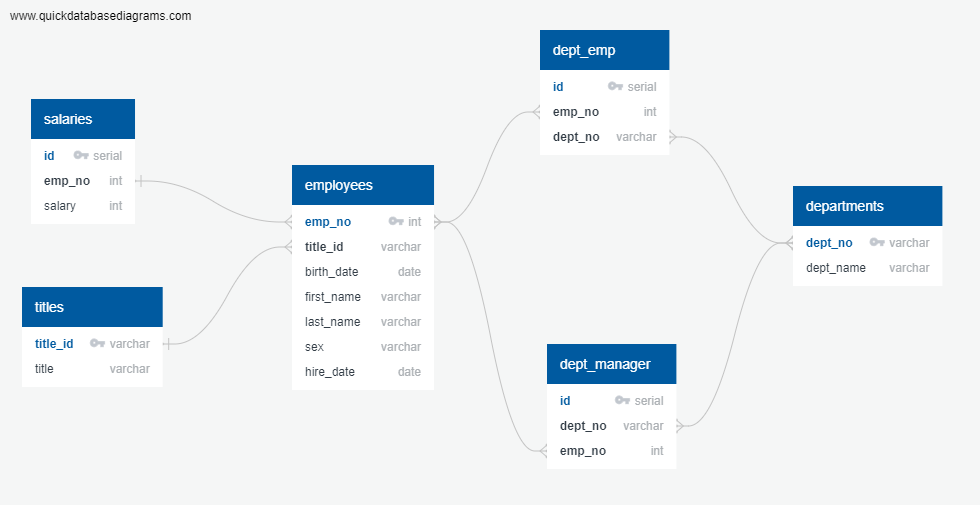 www.quickdatabasediagrams.com
salaries
id serial
emp_no int
salary int
titles
title_id varchar
title varchar
employees
emp_no int
title_id varchar
birth_date date
first_name varchar
last_name varchar
sex varchar
hire_date date
dept_emp
id serial
emp_no int
dept_no varchar
dept_manager
id serial
dept_no varchar
emp_no int
departments
dept_no varchar
dept_name varchar